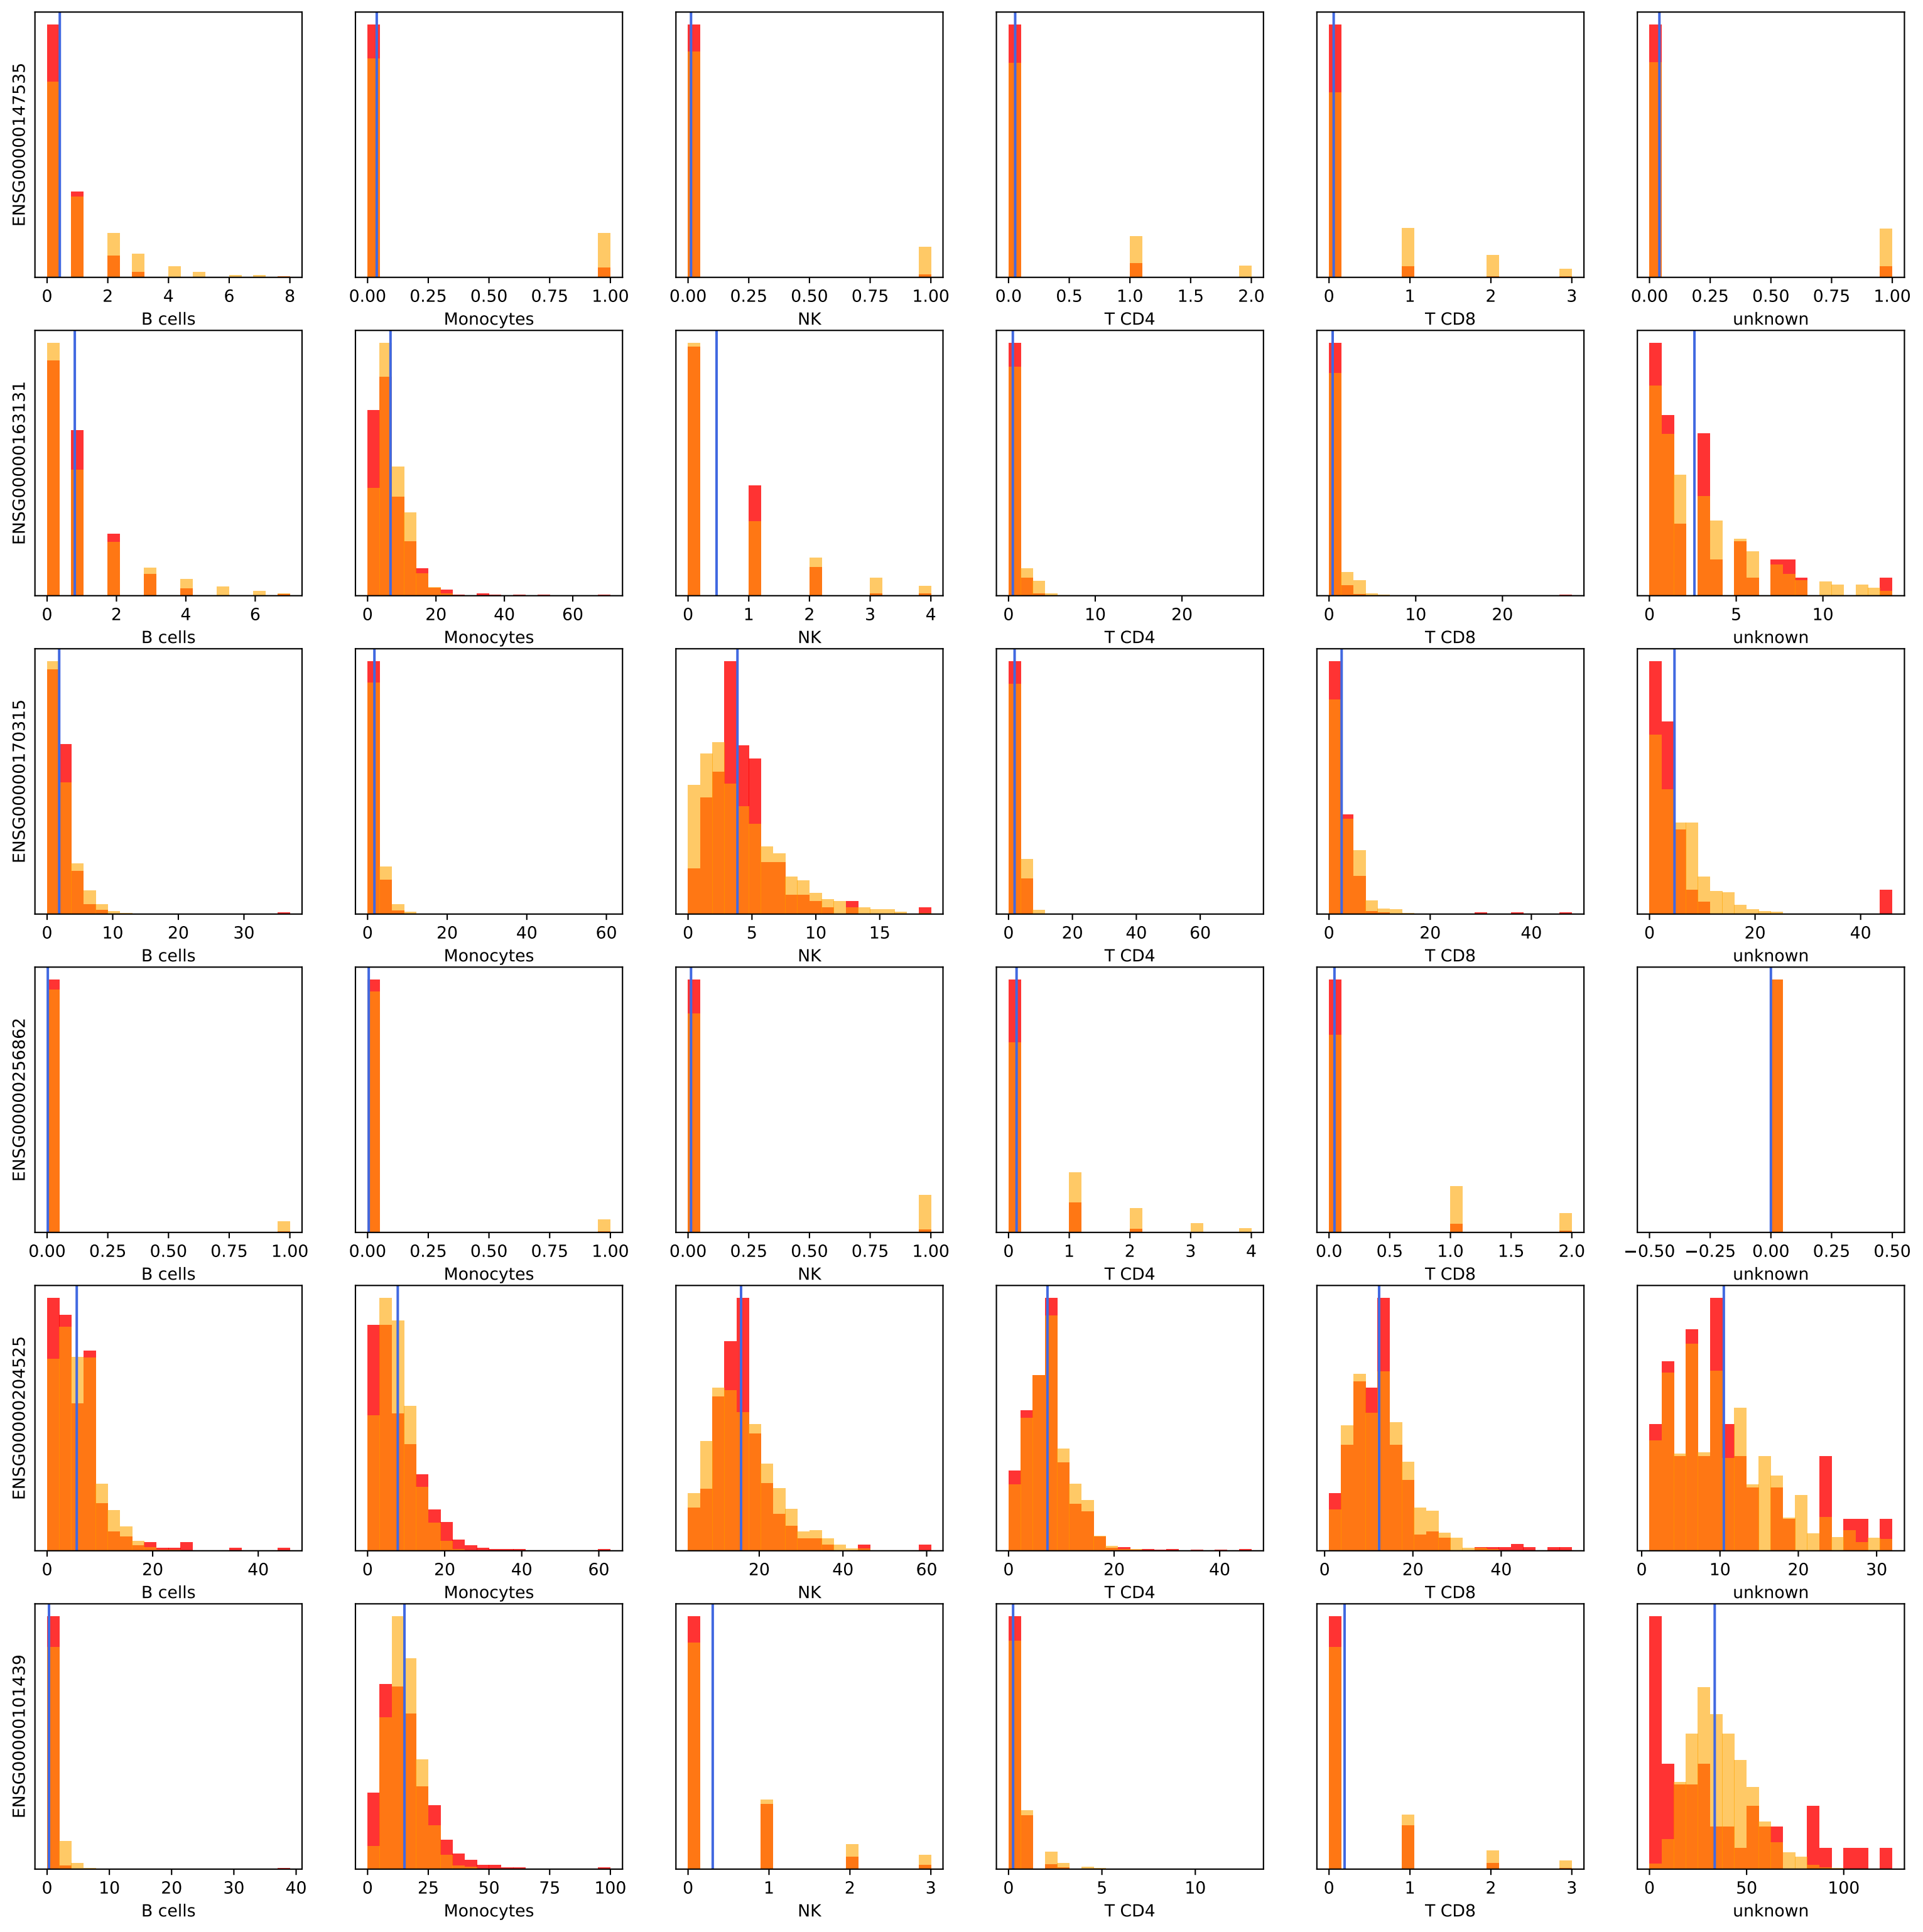 ENSG00000147535
0 2 4 6 8
0.00 0.25 0.50 0.75 1.00
0.00 0.25 0.50 0.75 1.00
0.0 0.5 1.0 1.5 2.0
0 1 2 3
0.00 0.25 0.50 0.75 1.00
B cells Monocytes NK T CD4 T CD8 unknown
ENSG00000163131
0 2 4 6
0 20 40 60
0 1 2 3 4
0 10 20
0 10 20
0 5 10
B cells Monocytes NK T CD4 T CD8 unknown
ENSG00000170315
0 10 20 30
0 20 40 60
0 5 10 15
0 20 40 60
0 20 40
0 20 40
B cells Monocytes NK T CD4 T CD8 unknown
ENSG00000256862
0.00 0.25 0.50 0.75 1.00
0.00 0.25 0.50 0.75 1.00
0.00 0.25 0.50 0.75 1.00
0 1 2 3 4
0.0 0.5 1.0 1.5 2.0
−0.50 −0.25 0.00 0.25 0.50
B cells Monocytes NK T CD4 T CD8 unknown
ENSG00000204525
0 20 40
0 20 40 60
20 40 60
0 20 40
0 20 40
0 10 20 30
B cells Monocytes NK T CD4 T CD8 unknown
ENSG00000101439
0 10 20 30 40
0 25 50 75 100
0 1 2 3
0 5 10
0 1 2 3
0 50 100
B cells Monocytes NK T CD4 T CD8 unknown